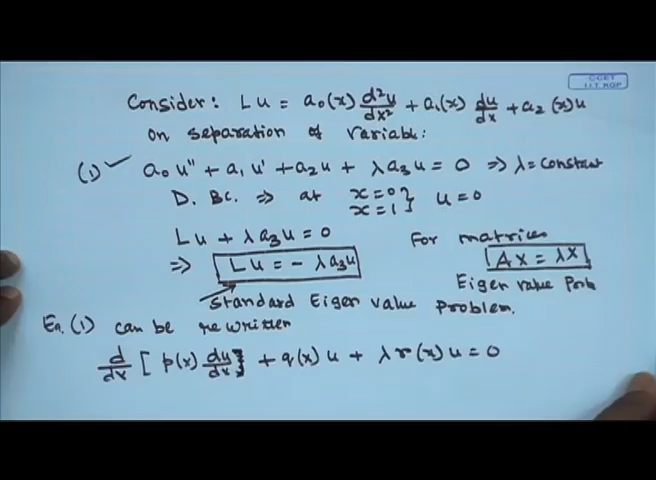 CCET
I.I.T. KGP
Consider: Lu = a₀(x) d²u/dx² + a₁(x) du/dx + a₂(x)u
on separation of variable:
(1) ✓ a₀u'' + a₁u' + a₂u + λa₃u = 0 ⇒ λ = constant
D. BC. ⇒ at x=0 x=1 } u = 0
Lu + λa₃u = 0 For matrices
⇒ Lu = - λa₃u AX = λX
Eigen value Prob
Standard Eigen value Problem.
Eq. (1) can be rewritten
d/dx [ p(x) du/dx ] + q(x)u + λr(x)u = 0